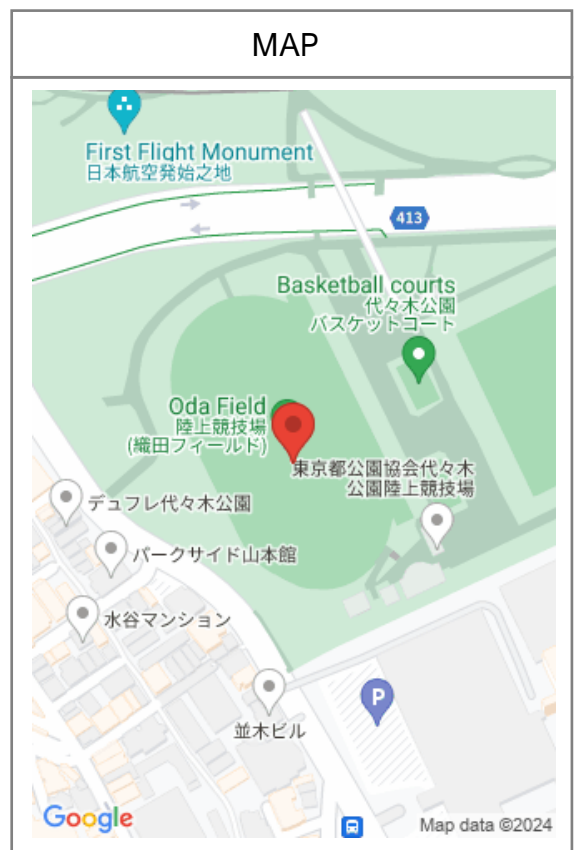 MAP
First Flight Monument
日本航空発始之地
413
Basketball courts
代々木公園
バスケットコート
Oda Field
陸上競技場
(織田フィールド)
東京都公園協会代々木
公園陸上競技場
デュフレ代々木公園
パークサイド山本館
水谷マンション
並木ビル
P
Google
Map data ©2024